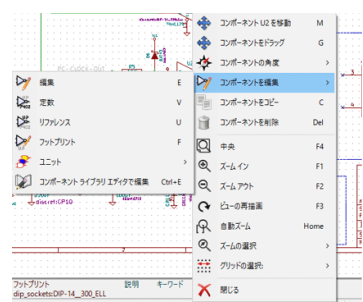 PC-CLOCK-OUT
コンポーネント U2 を移動 M
コンポーネントをドラッグ G
コンポーネントの角度 >
コンポーネントを編集 >
コンポーネントをコピー C
コンポーネントを削除 Del
中央 F4
ズームイン F1
ズームアウト F2
ビューの再描画 F3
自動ズーム Home
ズームの選択 >
グリッドの選択: >
閉じる
編集 E
定数 V
リファレンス U
フットプリント F
ユニット >
コンポーネント ライブラリ エディタで編集 Ctrl+E
discret:GPSO
フットプリント 説明 キーワード
dip_sockets:DIP-14__300_ELL